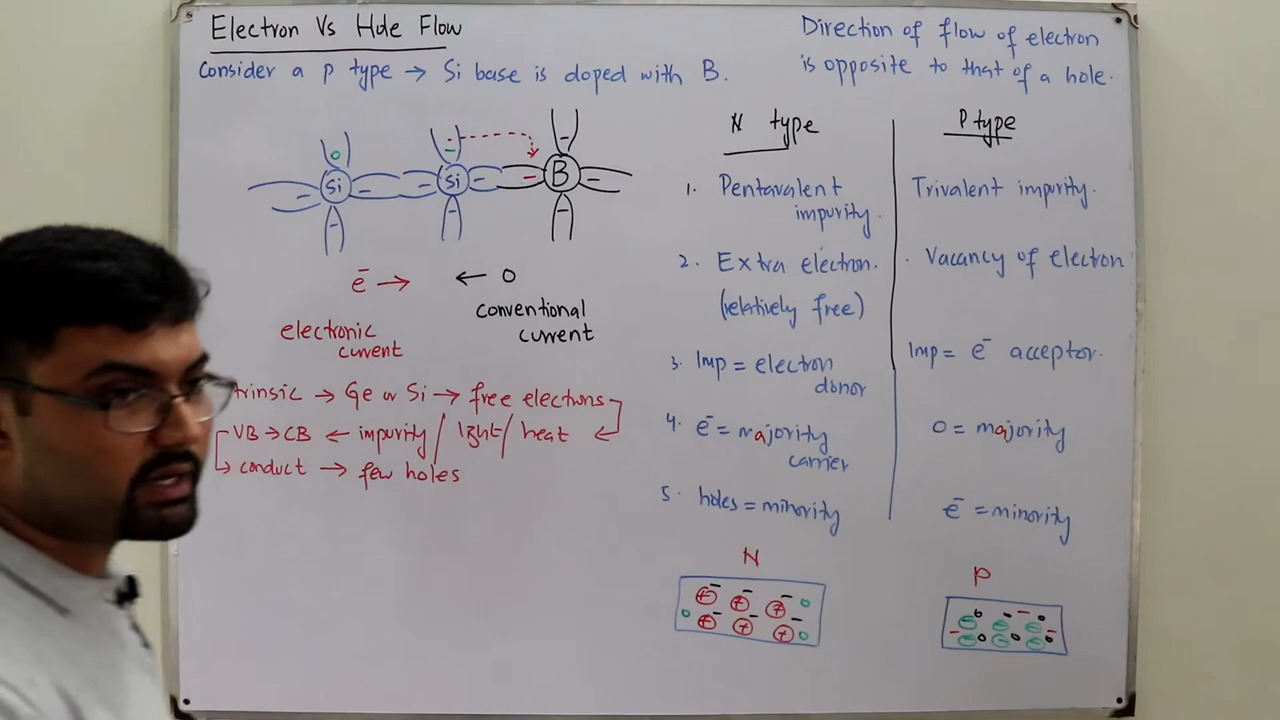 Electron Vs Hole Flow
Consider a P type → Si base is doped with B.
Direction of flow of electron
is opposite to that of a hole.
Si
Si
B
e⁻ →
← O
electronic
current
conventional
current
trinsic → Ge or Si → free electrons
VB → CB ← impurity / light / heat
conduct → few holes
N type
P type
1. Pentavalent
impurity.
Trivalent impurity.
2. Extra electron.
(relatively free)
Vacancy of electron
3. Imp = electron
donor
Imp = e⁻ acceptor.
4. e⁻ = majority
carrier
O = majority
5. holes = minority
e⁻ = minority
N
P